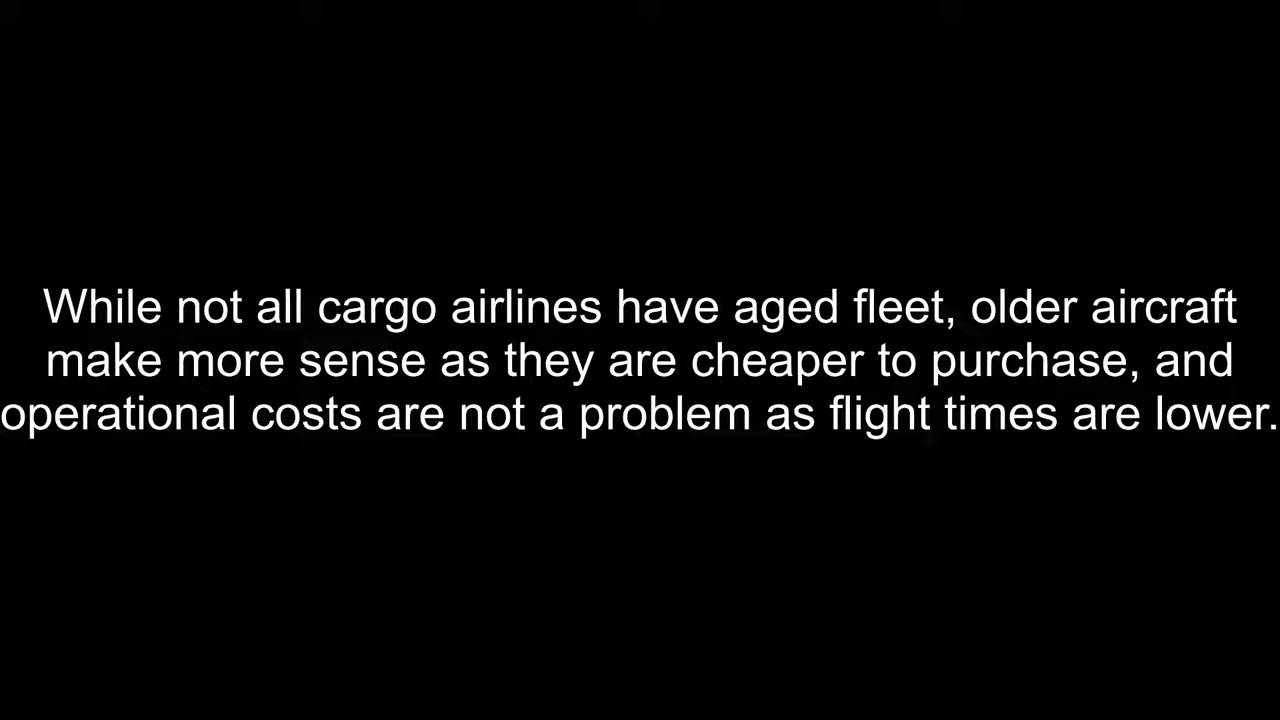 While not all cargo airlines have aged fleet, older aircraft
make more sense as they are cheaper to purchase, and
operational costs are not a problem as flight times are lower.